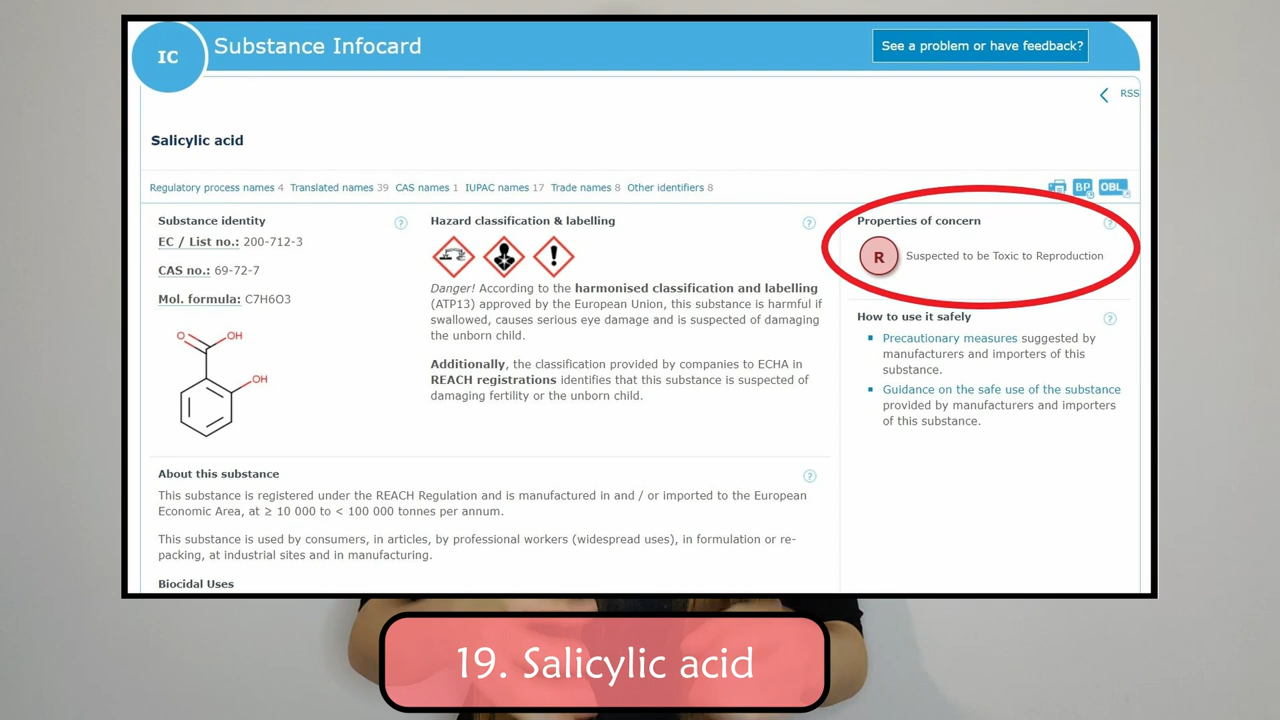 IC
Substance Infocard
See a problem or have feedback?
RSS
Salicylic acid
Regulatory process names 4 Translated names 39 CAS names 1 IUPAC names 17 Trade names 8 Other identifiers 8
BP
OBL
Substance identity
?
EC / List no.: 200-712-3
CAS no.: 69-72-7
Mol. formula: C7H6O3
O
OH
OH
Hazard classification & labelling
?
Danger! According to the harmonised classification and labelling
(ATP13) approved by the European Union, this substance is harmful if
swallowed, causes serious eye damage and is suspected of damaging
the unborn child.
Additionally, the classification provided by companies to ECHA in
REACH registrations identifies that this substance is suspected of
damaging fertility or the unborn child.
Properties of concern
?
R
Suspected to be Toxic to Reproduction
How to use it safely
?
Precautionary measures suggested by
manufacturers and importers of this
substance.
Guidance on the safe use of the substance
provided by manufacturers and importers
of this substance.
About this substance
?
This substance is registered under the REACH Regulation and is manufactured in and / or imported to the European
Economic Area, at ≥ 10 000 to < 100 000 tonnes per annum.
This substance is used by consumers, in articles, by professional workers (widespread uses), in formulation or re-
packing, at industrial sites and in manufacturing.
Biocidal Uses
19. Salicylic acid